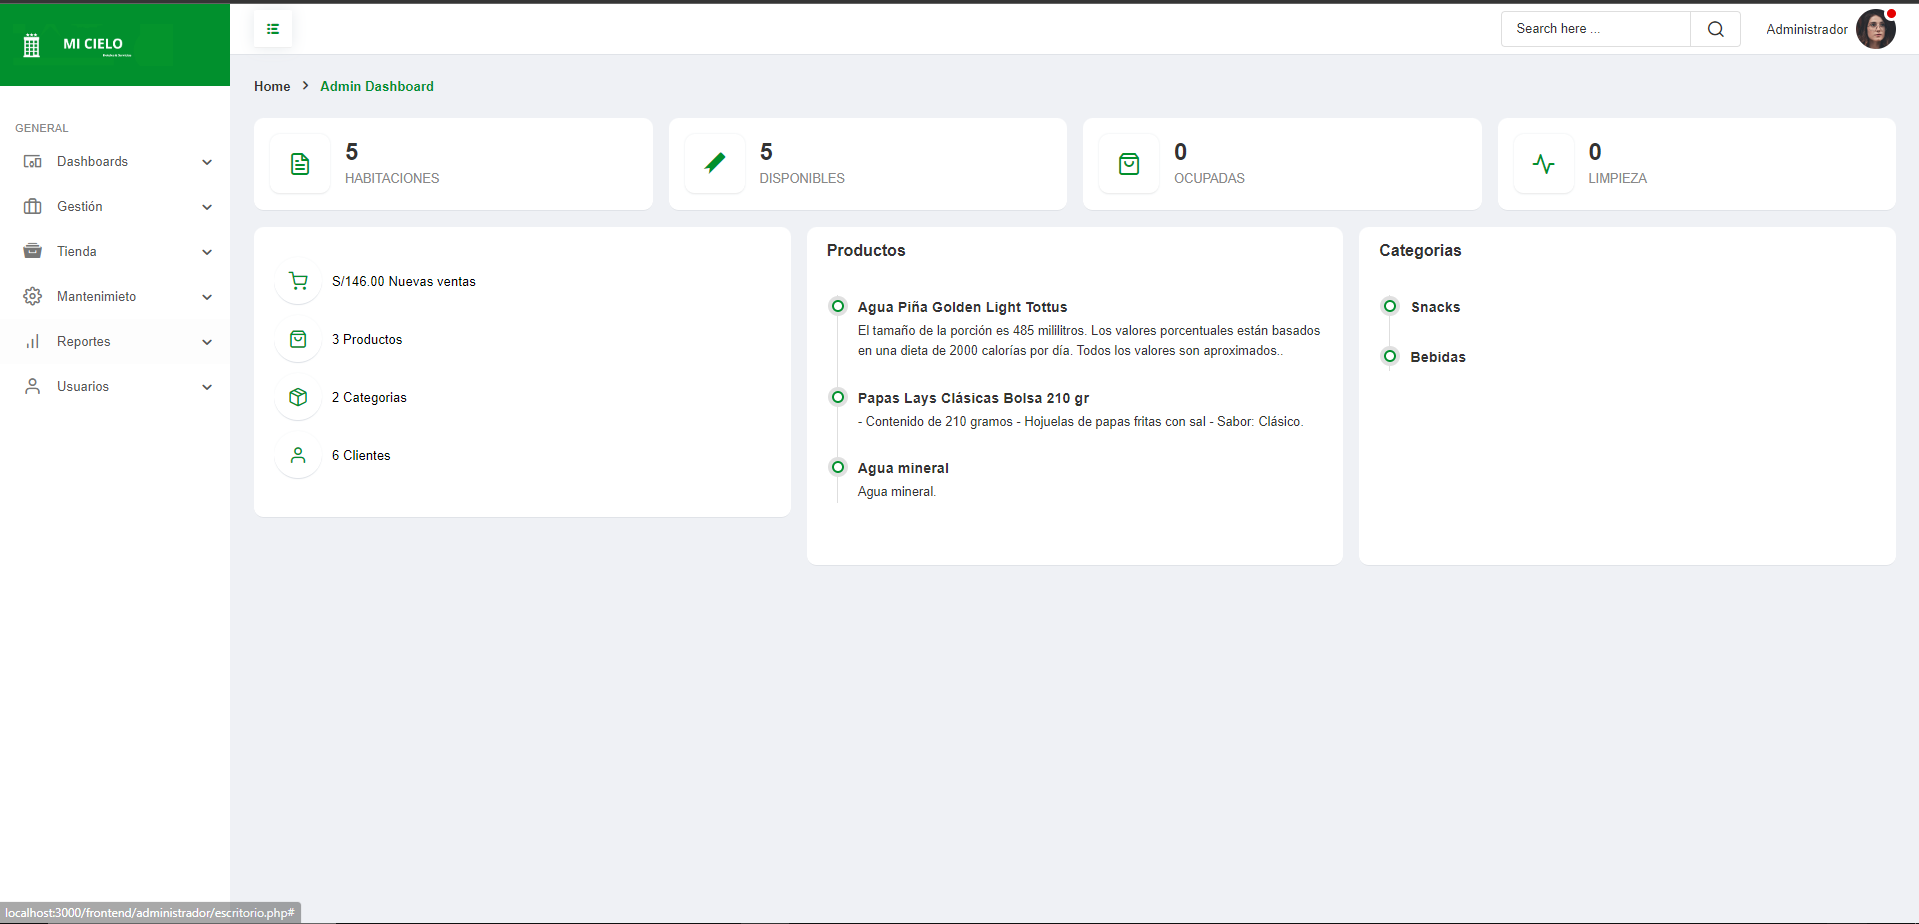 MI CIELO
Search here ...
Administrador
Home > Admin Dashboard
GENERAL
Dashboards
Gestión
Tienda
Mantenimieto
Reportes
Usuarios
5
HABITACIONES
5
DISPONIBLES
0
OCUPADAS
0
LIMPIEZA
S/146.00 Nuevas ventas
3 Productos
2 Categorias
6 Clientes
Productos
Agua Piña Golden Light Tottus
El tamaño de la porción es 485 mililitros. Los valores porcentuales están basados
en una dieta de 2000 calorías por día. Todos los valores son aproximados..
Papas Lays Clásicas Bolsa 210 gr
- Contenido de 210 gramos - Hojuelas de papas fritas con sal - Sabor: Clásico.
Agua mineral
Agua mineral.
Categorias
Snacks
Bebidas
localhost:3000/frontend/administrador/escritorio.php#